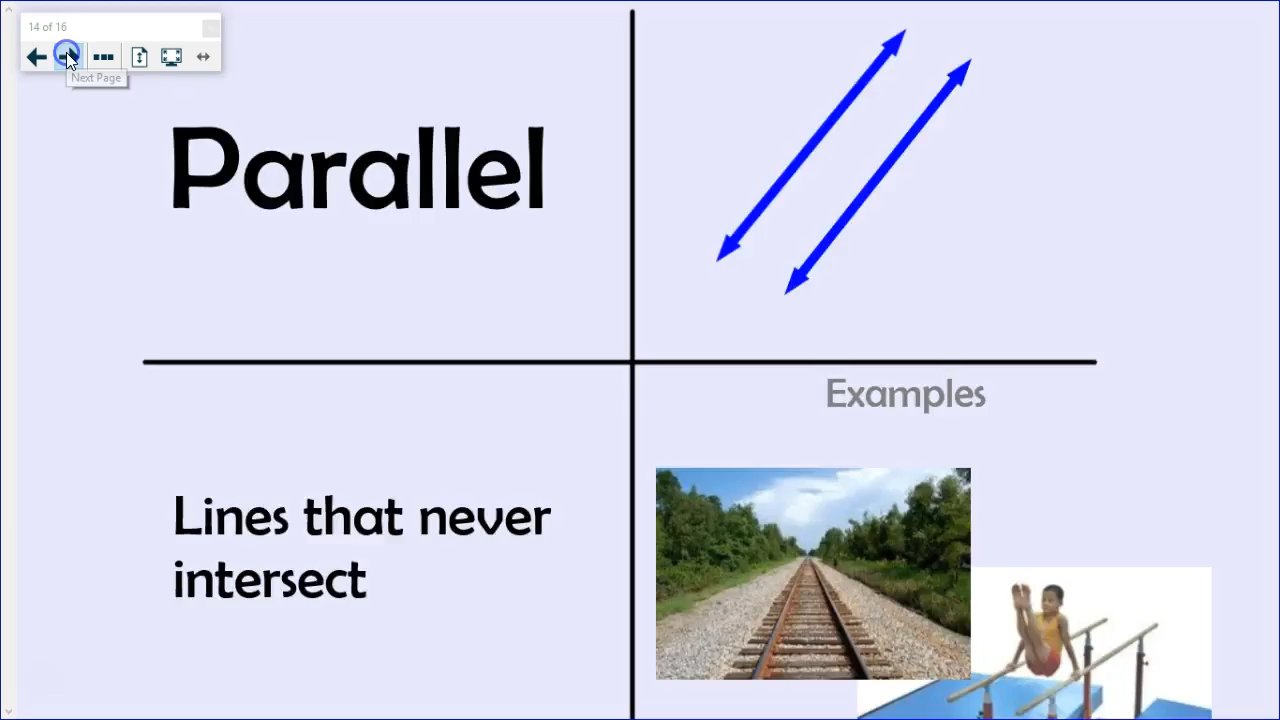 14 of 16
Next Page
Parallel
Examples
Lines that never
intersect